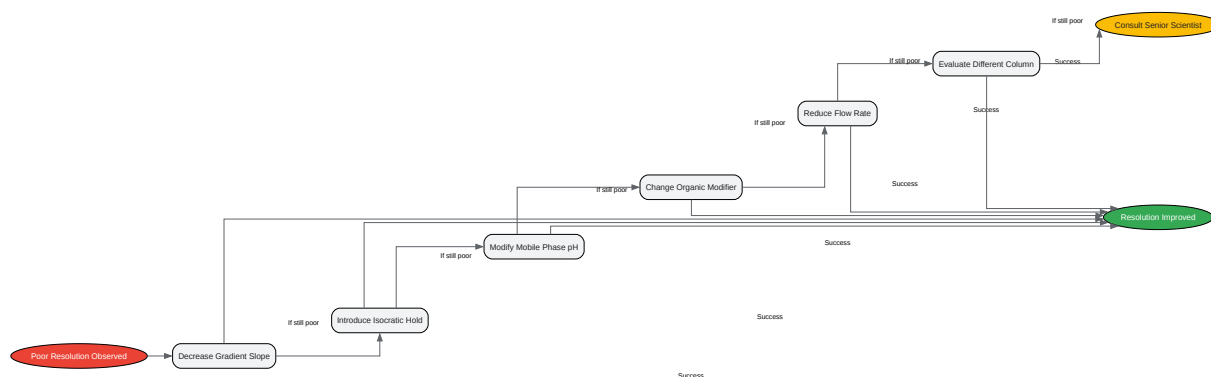 If still poor
Consult Senior Scientist
If still poor
Evaluate Different Column
Success
Success
Reduce Flow Rate
If still poor
If still poor
Change Organic Modifier
Success
Resolution Improved
Modify Mobile Phase pH
Success
If still poor
If still poor
Introduce Isocratic Hold
Success
Poor Resolution Observed
Decrease Gradient Slope
Success